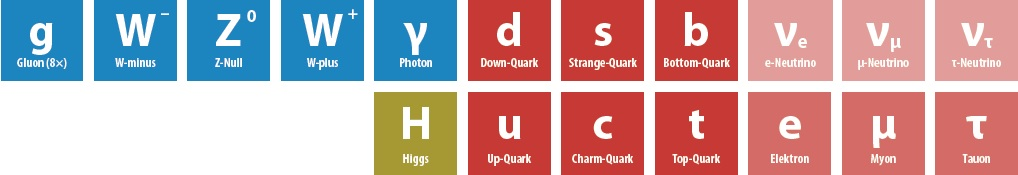 g W⁻ Z⁰ W⁺ γ d s b νe νμ ντ
Gluon (8×) W-minus Z-Null W-plus Photon Down-Quark Strange-Quark Bottom-Quark e-Neutrino μ-Neutrino τ-Neutrino
H u c t e μ τ
Higgs Up-Quark Charm-Quark Top-Quark Elektron Myon Tauon